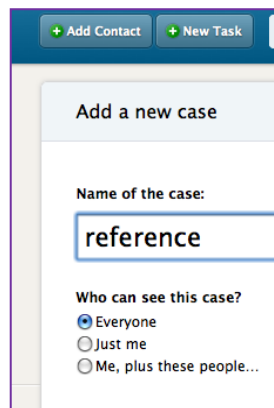 Add Contact New Task
Add a new case
Name of the case:
reference
Who can see this case?
Everyone
Just me
Me, plus these people...